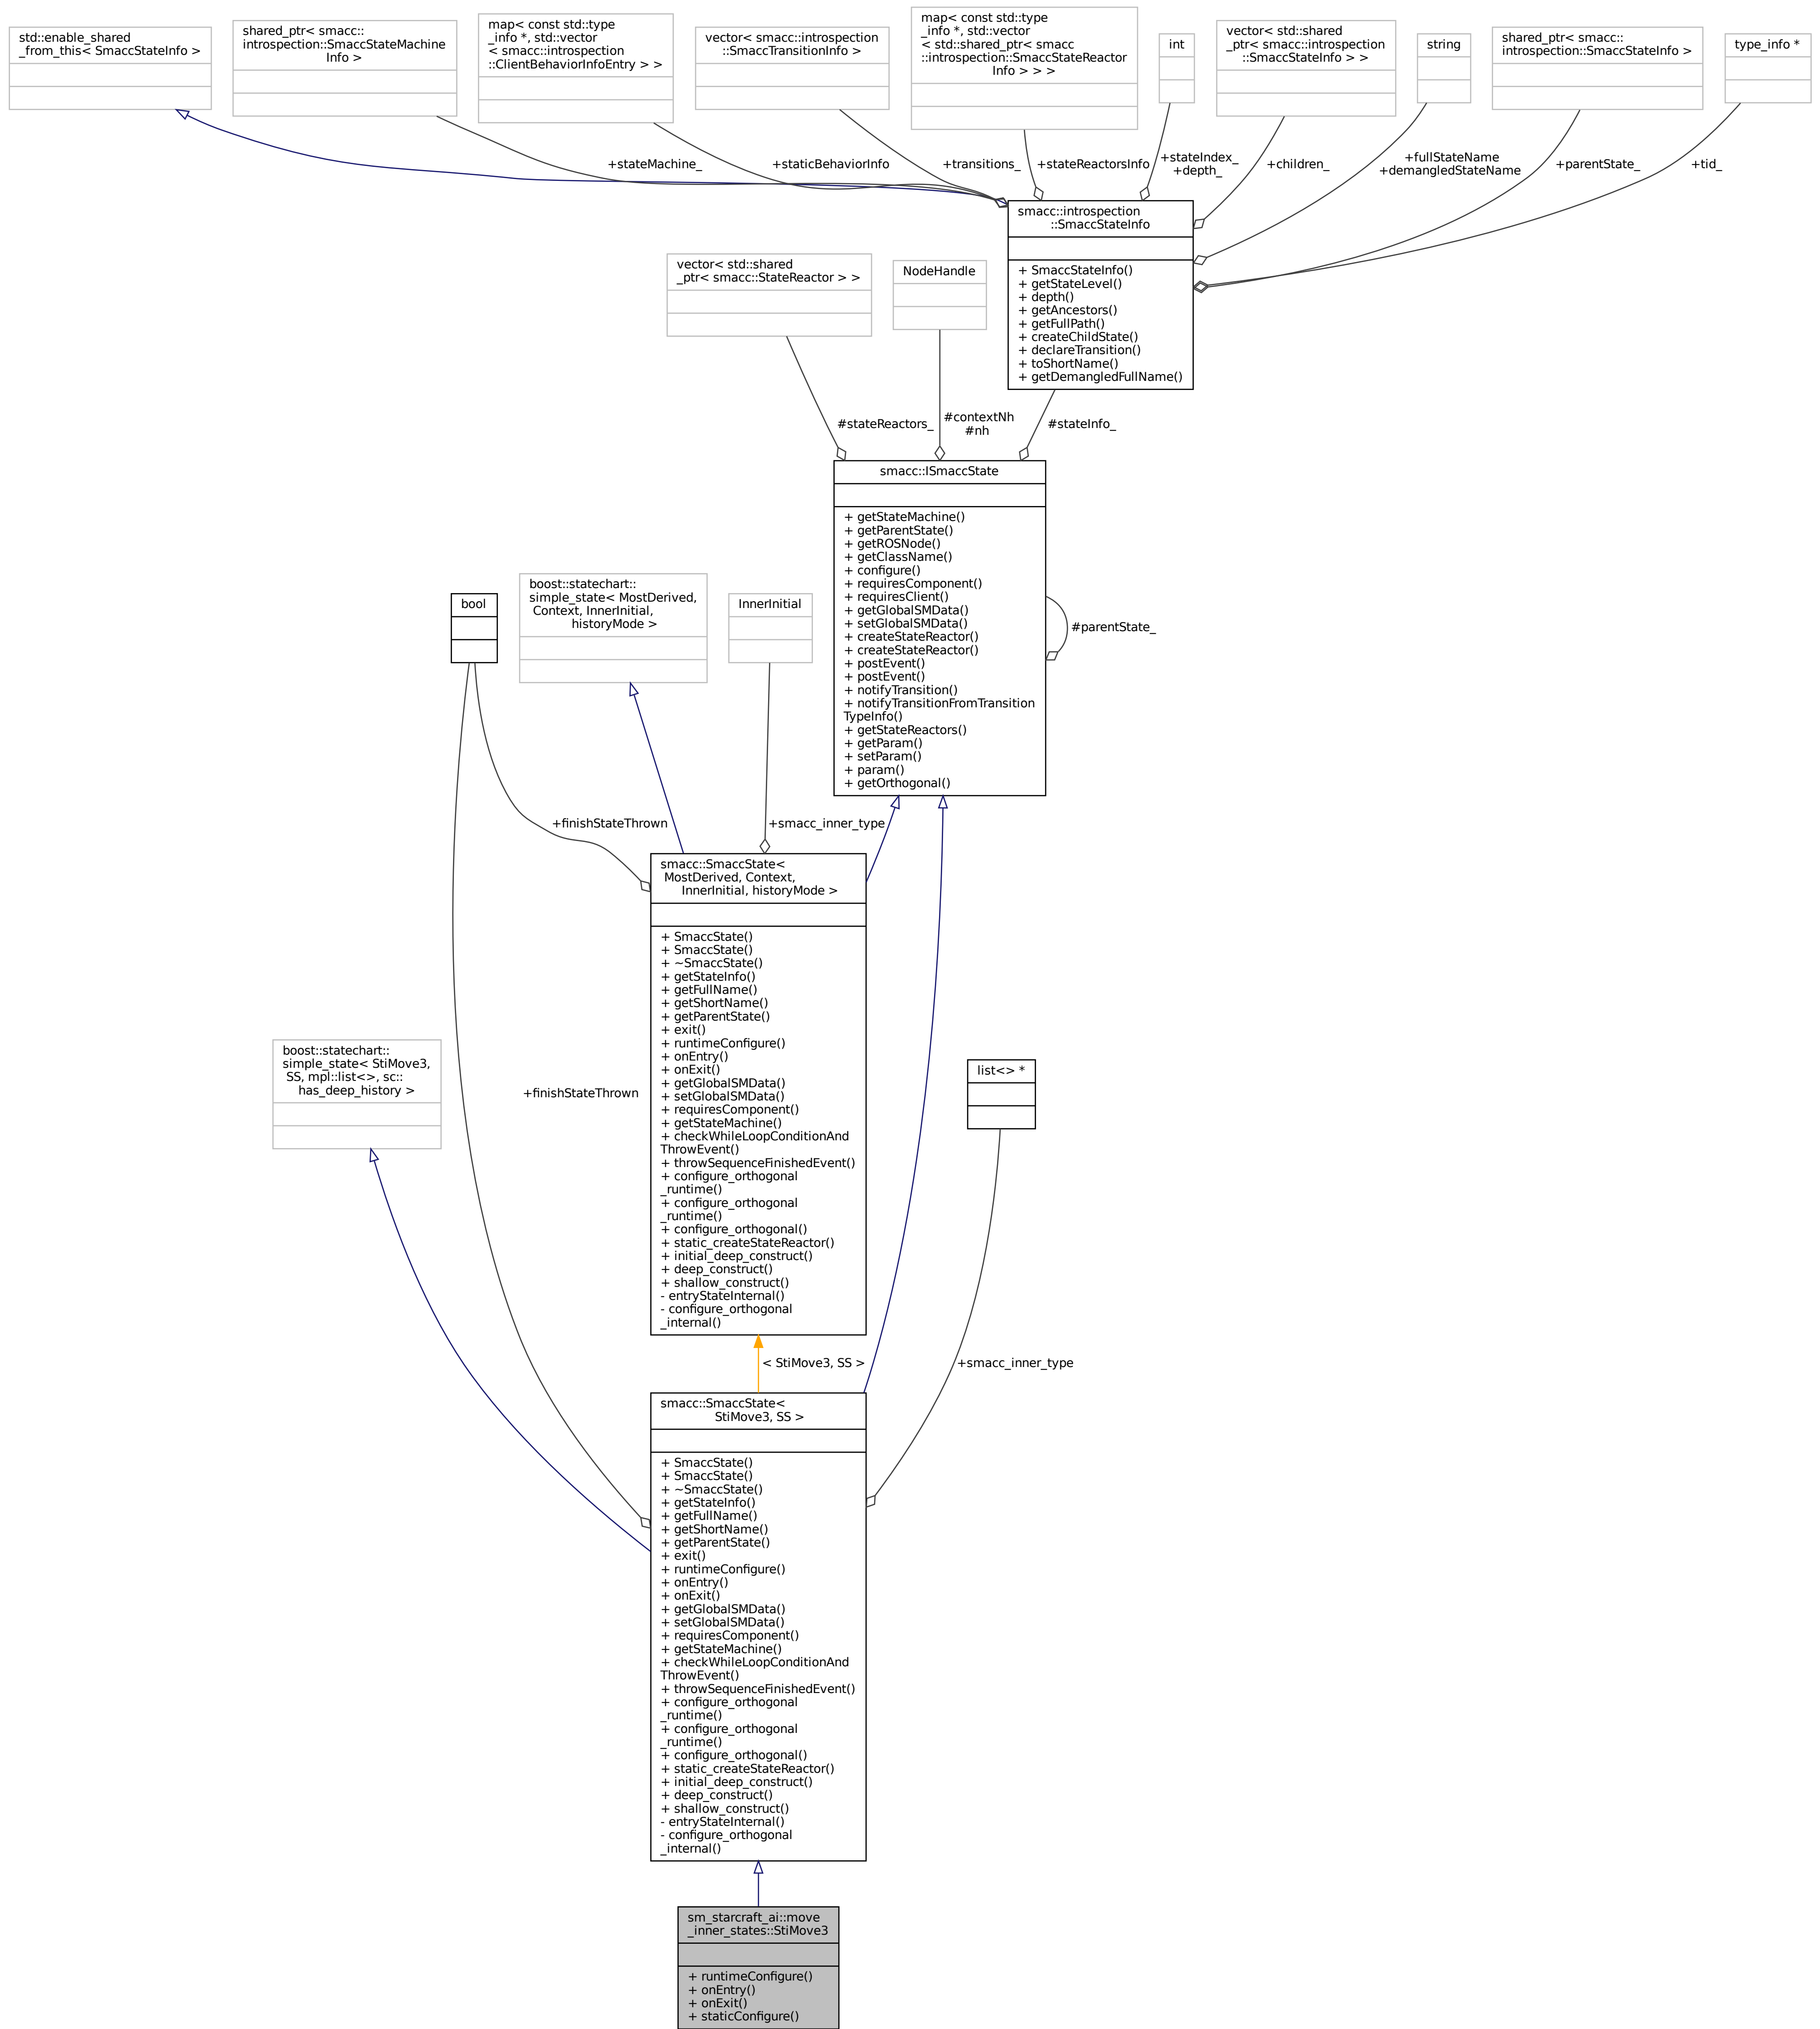 std::enable_shared
_from_this< SmaccStateInfo >
shared_ptr< smacc::
introspection::SmaccStateMachine
Info >
map< const std::type
_info *, std::vector
< smacc::introspection
::ClientBehaviorInfoEntry > >
vector< smacc::introspection
::SmaccTransitionInfo >
map< const std::type
_info *, std::vector
< std::shared_ptr< smacc
::introspection::SmaccStateReactor
Info > > >
int
vector< std::shared
_ptr< smacc::introspection
::SmaccStateInfo > >
string
shared_ptr< smacc::
introspection::SmaccStateInfo >
type_info *
+stateMachine_
+staticBehaviorInfo
+transitions_
+stateReactorsInfo
+stateIndex_
+depth_
+children_
+fullStateName
+demangledStateName
+parentState_
+tid_
smacc::introspection
::SmaccStateInfo
+ SmaccStateInfo()
+ getStateLevel()
+ depth()
+ getAncestors()
+ getFullPath()
+ createChildState()
+ declareTransition()
+ toShortName()
+ getDemangledFullName()
vector< std::shared
_ptr< smacc::StateReactor > >
NodeHandle
#stateReactors_
#contextNh
#nh
#stateInfo_
smacc::ISmaccState
+ getStateMachine()
+ getParentState()
+ getROSNode()
+ getClassName()
+ configure()
+ requiresComponent()
+ requiresClient()
+ getGlobalSMData()
+ setGlobalSMData()
+ createStateReactor()
+ createStateReactor()
+ postEvent()
+ postEvent()
+ notifyTransition()
+ notifyTransitionFromTransition
TypeInfo()
+ getStateReactors()
+ getParam()
+ setParam()
+ param()
+ getOrthogonal()
#parentState_
bool
boost::statechart::
simple_state< MostDerived,
Context, InnerInitial,
historyMode >
InnerInitial
+finishStateThrown
+smacc_inner_type
smacc::SmaccState<
MostDerived, Context,
InnerInitial, historyMode >
+ SmaccState()
+ SmaccState()
+ ~SmaccState()
+ getStateInfo()
+ getFullName()
+ getShortName()
+ getParentState()
+ exit()
+ runtimeConfigure()
+ onEntry()
+ onExit()
+ getGlobalSMData()
+ setGlobalSMData()
+ requiresComponent()
+ getStateMachine()
+ checkWhileLoopConditionAnd
ThrowEvent()
+ throwSequenceFinishedEvent()
+ configure_orthogonal
_runtime()
+ configure_orthogonal
_runtime()
+ configure_orthogonal()
+ static_createStateReactor()
+ initial_deep_construct()
+ deep_construct()
+ shallow_construct()
- entryStateInternal()
- configure_orthogonal
_internal()
boost::statechart::
simple_state< StiMove3,
SS, mpl::list<>, sc::
has_deep_history >
+finishStateThrown
list<> *
< StiMove3, SS >
+smacc_inner_type
smacc::SmaccState<
StiMove3, SS >
+ SmaccState()
+ SmaccState()
+ ~SmaccState()
+ getStateInfo()
+ getFullName()
+ getShortName()
+ getParentState()
+ exit()
+ runtimeConfigure()
+ onEntry()
+ onExit()
+ getGlobalSMData()
+ setGlobalSMData()
+ requiresComponent()
+ getStateMachine()
+ checkWhileLoopConditionAnd
ThrowEvent()
+ throwSequenceFinishedEvent()
+ configure_orthogonal
_runtime()
+ configure_orthogonal
_runtime()
+ configure_orthogonal()
+ static_createStateReactor()
+ initial_deep_construct()
+ deep_construct()
+ shallow_construct()
- entryStateInternal()
- configure_orthogonal
_internal()
sm_starcraft_ai::move
_inner_states::StiMove3
+ runtimeConfigure()
+ onEntry()
+ onExit()
+ staticConfigure()